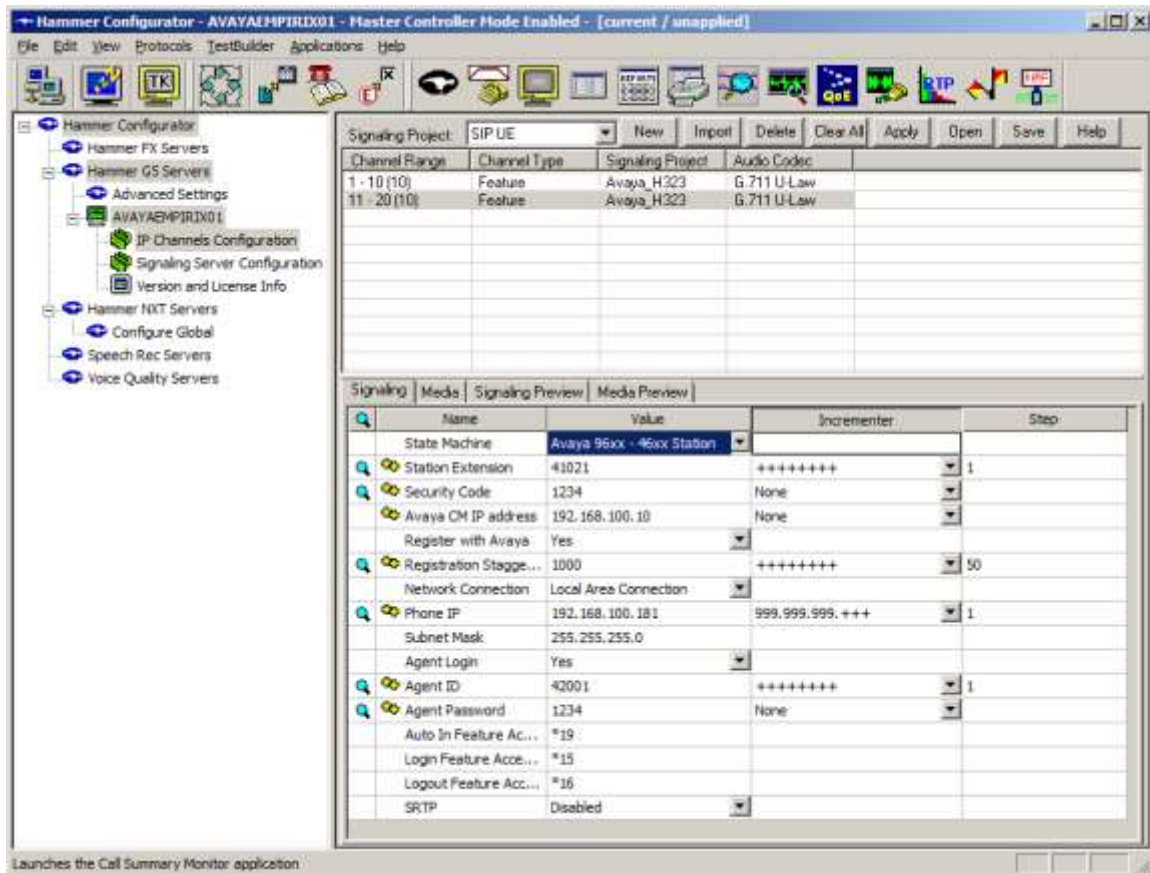 Hammer Configurator - AVAYAEMPIRIX01 - Master Controller Mode Enabled - [current / unapplied]
File Edit View Protocols TestBuilder Applications Help
TK
QoE
RTP
Hammer Configurator
Hammer FX Servers
Hammer G5 Servers
Advanced Settings
AVAYAEMPIRIX01
IP Channels Configuration
Signaling Server Configuration
Version and License Info
Hammer NXT Servers
Configure Global
Speech Rec Servers
Voice Quality Servers
Signaling Project: SIP UE New Import Delete Clear All Apply Open Save Help
Channel Range Channel Type Signaling Project Audio Codec
1 - 10 (10) Feature Avaya_H323 G.711 U-Law
11 - 20 (10) Feature Avaya_H323 G.711 U-Law
Signaling Media Signaling Preview Media Preview
Name Value Incrementer Step
State Machine Avaya 96xx - 46xx Station
Station Extension 41021 ++++++++ 1
Security Code 1234 None
Avaya CM IP address 192.168.100.10 None
Register with Avaya Yes
Registration Stagge... 1000 ++++++++ 50
Network Connection Local Area Connection
Phone IP 192.168.100.181 999.999.999.+++ 1
Subnet Mask 255.255.255.0
Agent Login Yes
Agent ID 42001 ++++++++ 1
Agent Password 1234 None
Auto In Feature Ac... *19
Login Feature Acce... *15
Logout Feature Acc... *16
SRTP Disabled
Launches the Call Summary Monitor application